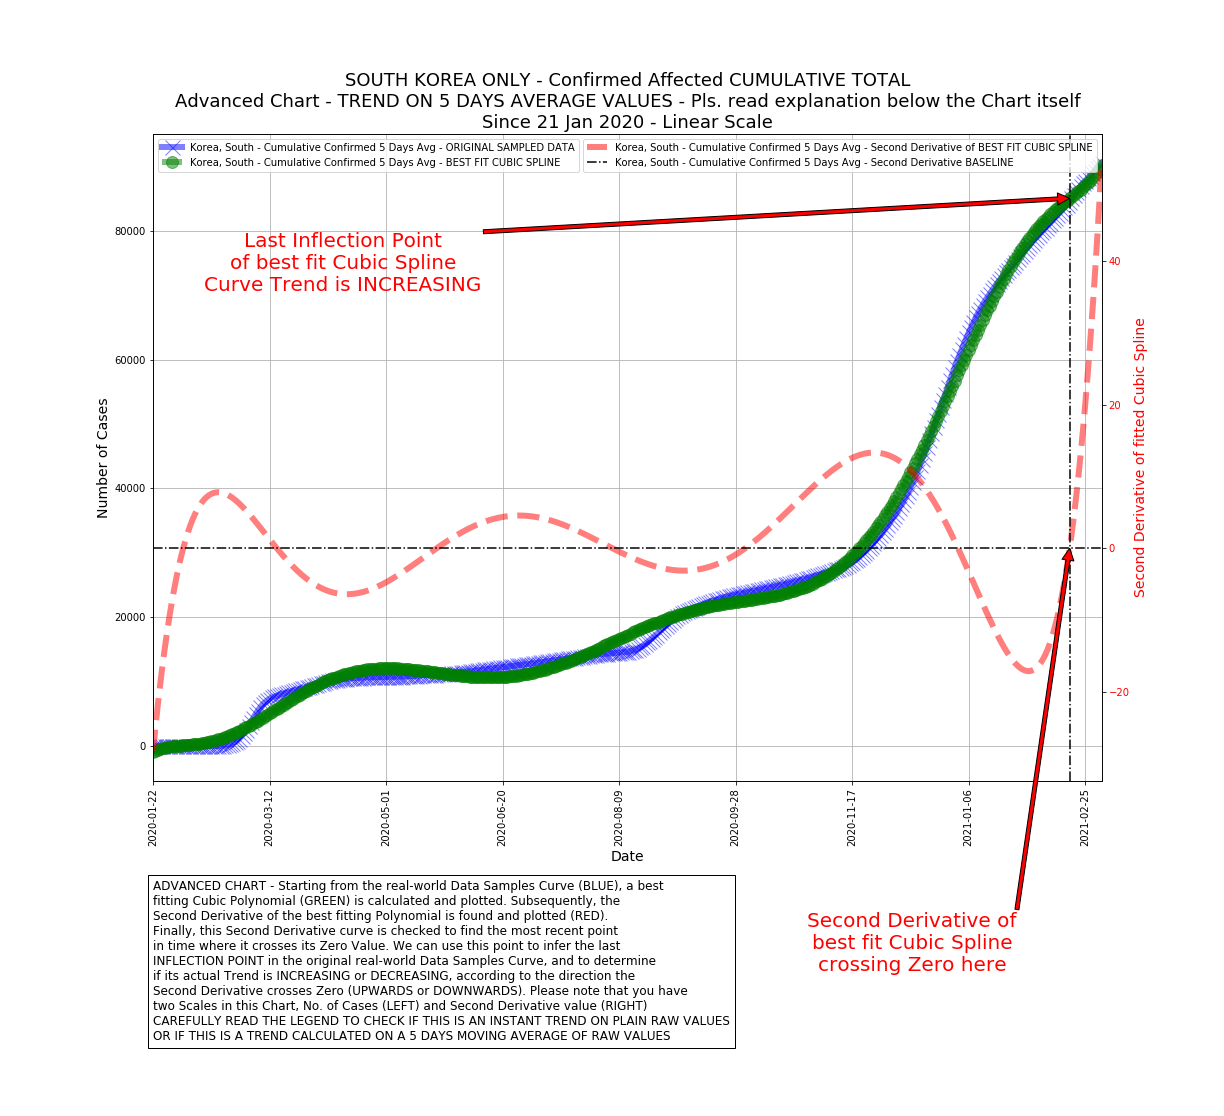 SOUTH KOREA ONLY - Confirmed Affected CUMULATIVE TOTAL
Advanced Chart - TREND ON 5 DAYS AVERAGE VALUES - Pls. read explanation below the Chart itself
Since 21 Jan 2020 - Linear Scale
Korea, South - Cumulative Confirmed 5 Days Avg - ORIGINAL SAMPLED DATA
Korea, South - Cumulative Confirmed 5 Days Avg - BEST FIT CUBIC SPLINE
Korea, South - Cumulative Confirmed 5 Days Avg - Second Derivative of BEST FIT CUBIC SPLINE
Korea, South - Cumulative Confirmed 5 Days Avg - Second Derivative BASELINE
Last Inflection Point
of best fit Cubic Spline
Curve Trend is INCREASING
Number of Cases
80000
60000
40000
20000
0
Second Derivative of fitted Cubic Spline
40
20
0
−20
2020-01-22
2020-03-12
2020-05-01
2020-06-20
2020-08-09
2020-09-28
2020-11-17
2021-01-06
2021-02-25
Date
ADVANCED CHART - Starting from the real-world Data Samples Curve (BLUE), a best
fitting Cubic Polynomial (GREEN) is calculated and plotted. Subsequently, the
Second Derivative of the best fitting Polynomial is found and plotted (RED).
Finally, this Second Derivative curve is checked to find the most recent point
in time where it crosses its Zero Value. We can use this point to infer the last
INFLECTION POINT in the original real-world Data Samples Curve, and to determine
if its actual Trend is INCREASING or DECREASING, according to the direction the
Second Derivative crosses Zero (UPWARDS or DOWNWARDS). Please note that you have
two Scales in this Chart, No. of Cases (LEFT) and Second Derivative value (RIGHT)
CAREFULLY READ THE LEGEND TO CHECK IF THIS IS AN INSTANT TREND ON PLAIN RAW VALUES
OR IF THIS IS A TREND CALCULATED ON A 5 DAYS MOVING AVERAGE OF RAW VALUES
Second Derivative of
best fit Cubic Spline
crossing Zero here